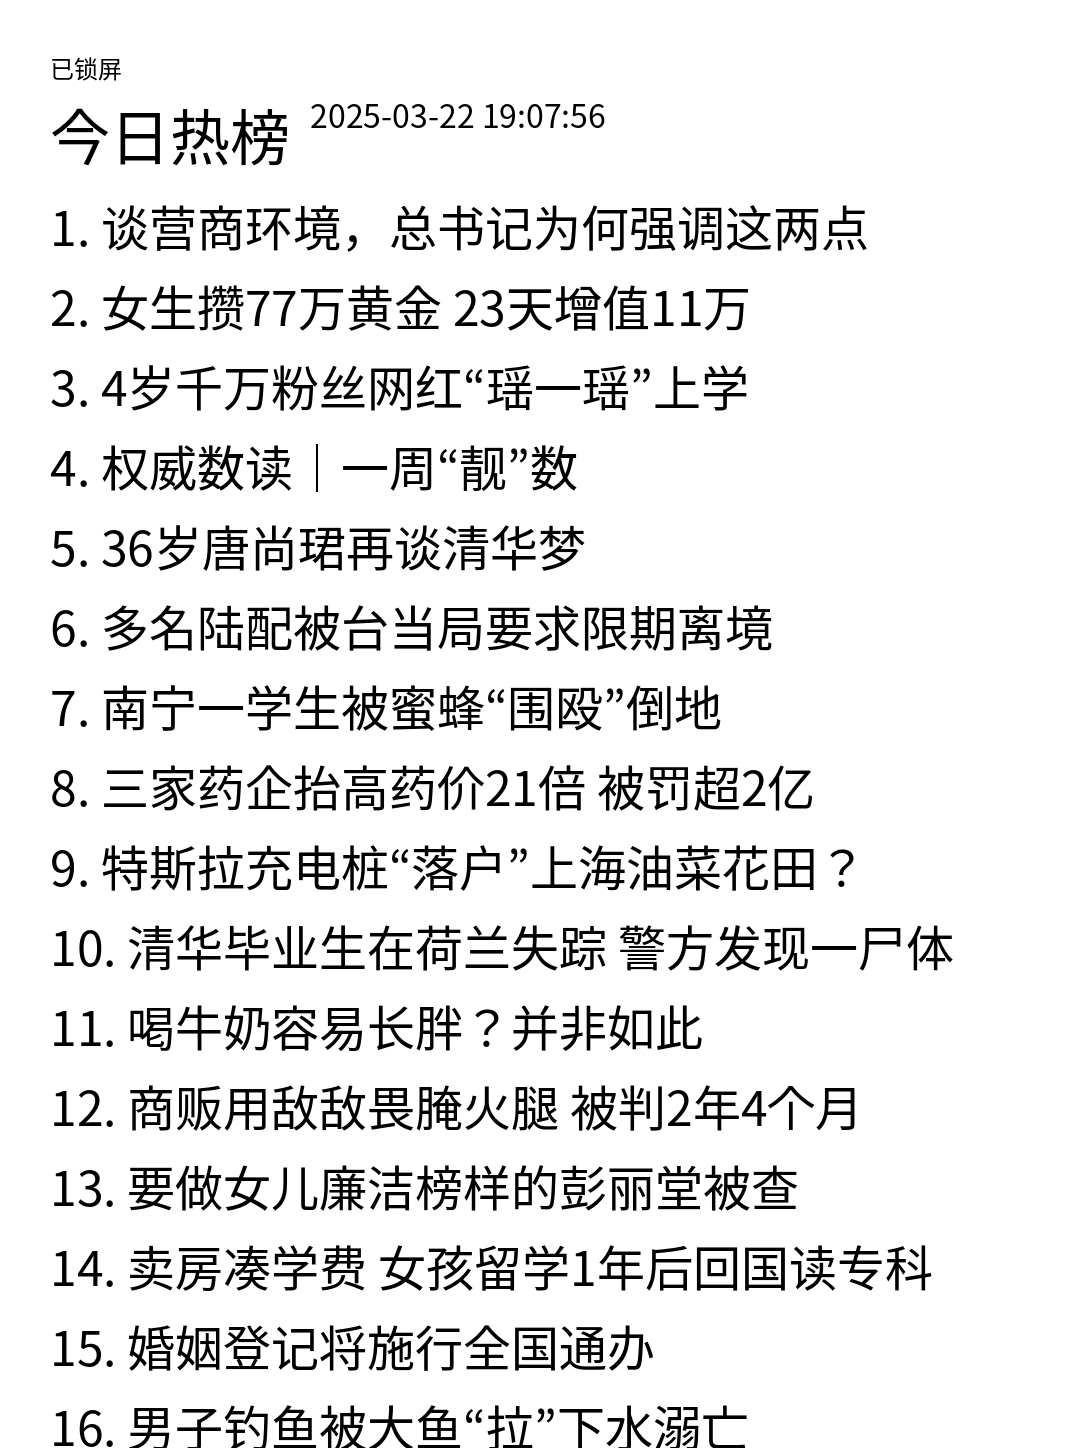 已锁屏
今日热榜 2025-03-22 19:07:56
1. 谈营商环境，总书记为何强调这两点
2. 女生攒77万黄金 23天增值11万
3. 4岁千万粉丝网红“瑶一瑶”上学
4. 权威数读｜一周“靓”数
5. 36岁唐尚珺再谈清华梦
6. 多名陆配被台当局要求限期离境
7. 南宁一学生被蜜蜂“围殴”倒地
8. 三家药企抬高药价21倍 被罚超2亿
9. 特斯拉充电桩“落户”上海油菜花田？
10. 清华毕业生在荷兰失踪 警方发现一尸体
11. 喝牛奶容易长胖？并非如此
12. 商贩用敌敌畏腌火腿 被判2年4个月
13. 要做女儿廉洁榜样的彭丽堂被查
14. 卖房凑学费 女孩留学1年后回国读专科
15. 婚姻登记将施行全国通办
16. 男子钓鱼被大鱼“拉”下水溺亡